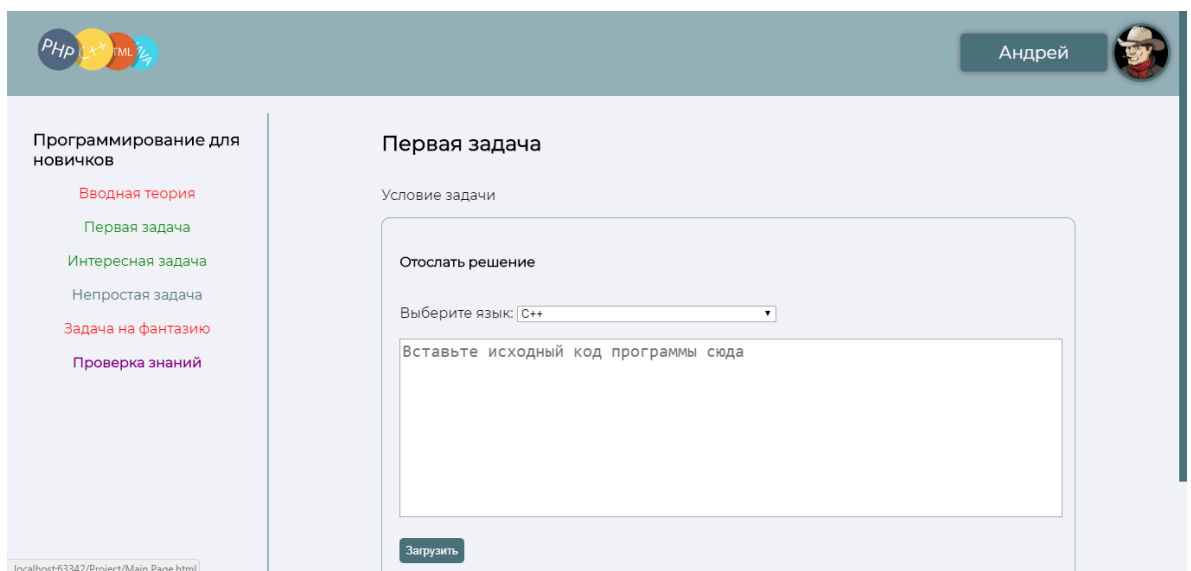 PHP C++ TML
Андрей
Программирование для
новичков
Вводная теория
Первая задача
Интересная задача
Непростая задача
Задача на фантазию
Проверка знаний
Первая задача
Условие задачи
Отослать решение
Выберите язык: C++
Вставьте исходный код программы сюда
Загрузить
localhost:63342/Project/Main Page.html